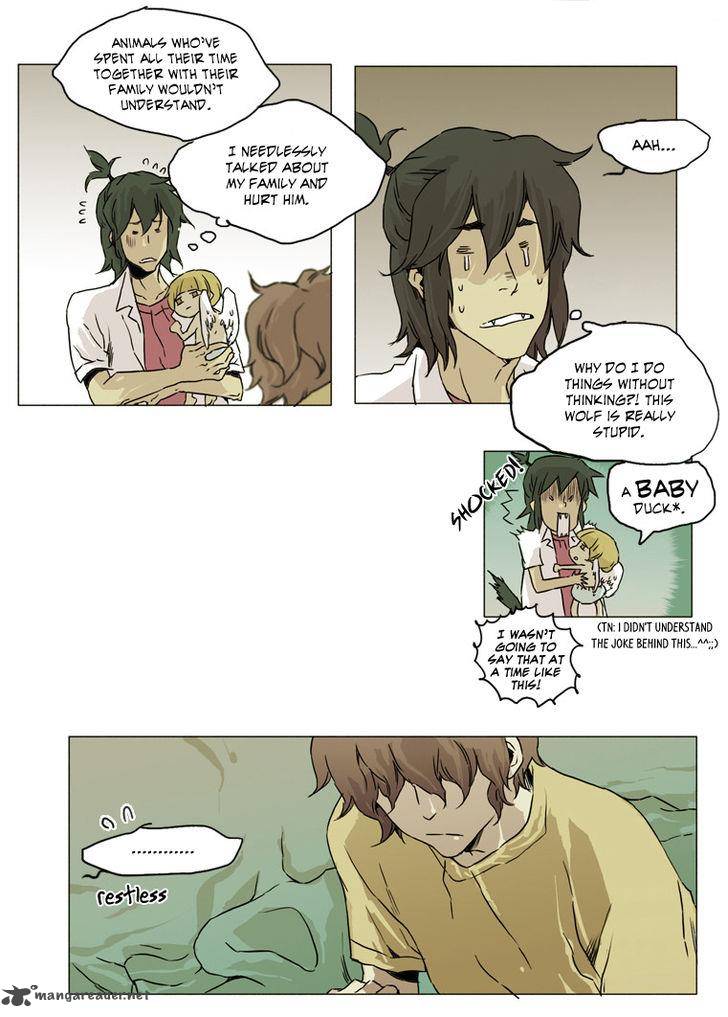 ANIMALS WHO'VE
SPENT ALL THEIR TIME
TOGETHER WITH THEIR
FAMILY WOULDN'T
UNDERSTAND.
I NEEDLESSLY
TALKED ABOUT
MY FAMILY AND
HURT HIM.
AAH...
WHY DO I DO
THINGS WITHOUT
THINKING?! THIS
WOLF IS REALLY
STUPID.
SHOCKED!
A BABY
DUCK*.
I WASN'T
GOING TO
SAY THAT AT
A TIME LIKE
THIS!
(TN: I DIDN'T UNDERSTAND
THE JOKE BEHIND THIS...^^;;)
............
restless
mangareader.net